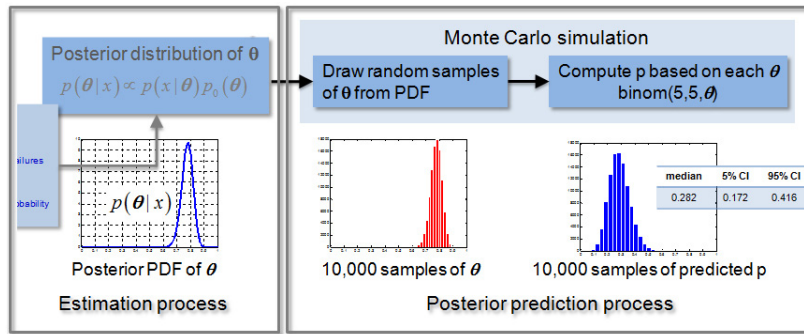 Posterior distribution of θ
p(θ|x) ∝ p(x|θ)p₀(θ)
ailures
obability
p(θ|x)
Posterior PDF of θ
Estimation process
Monte Carlo simulation
Draw random samples
of θ from PDF
Compute p based on each θ
binom(5,5,θ)
median 5% CI 95% CI
0.282 0.172 0.416
10,000 samples of θ
10,000 samples of predicted p
Posterior prediction process